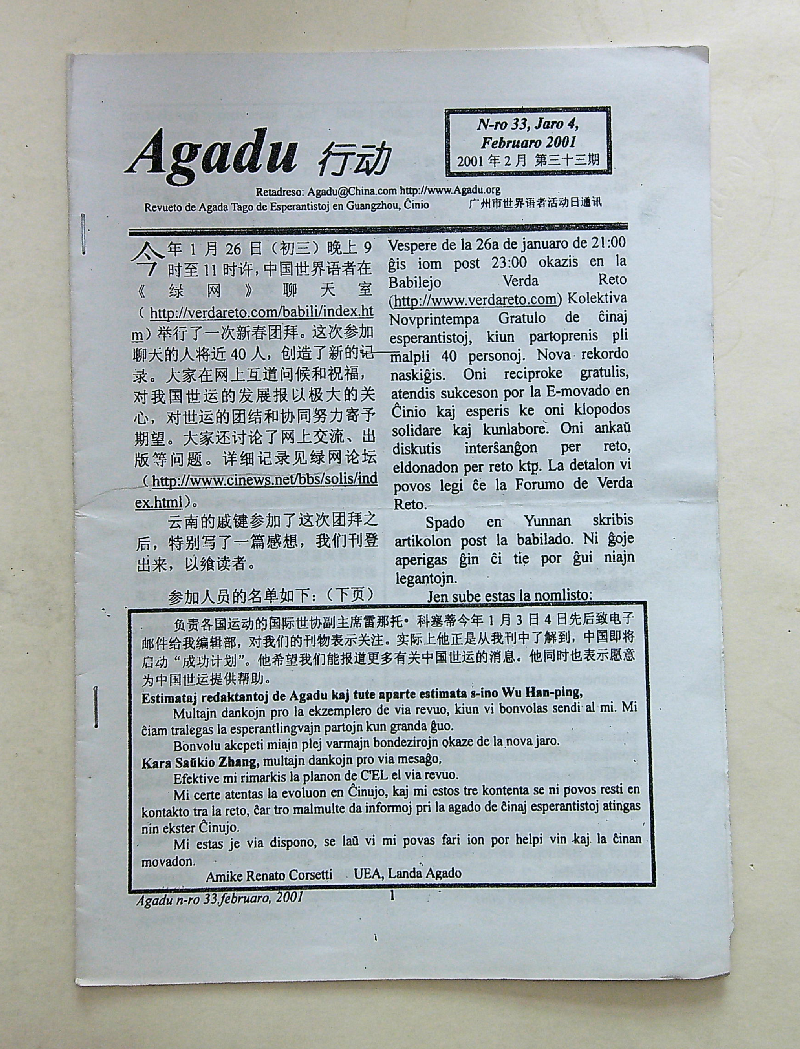 Agadu 行动
N-ro 33, Jaro 4,
Februaro 2001
2001 年 2 月 第三十三期
Retadreso: Agadu@China.com http://www.Agadu.org
Revueto de Agada Tago de Esperantistoj en Guangzhou, Ĉinio 广州市世界语者活动日通讯
今年 1 月 26 日（初三）晚上 9
时至 11 时许，中国世界语者在
《绿网》聊天室
（http://verdareto.com/babili/index.ht
m）举行了一次新春团拜。这次参加
聊天的人将近 40 人，创造了新的记
录。大家在网上互道问候和祝福，
对我国世运的发展报以极大的关
心，对世运的团结和协同努力寄予
期望。大家还讨论了网上交流、出
版等问题。详细记录见绿网论坛
（http://www.cinews.net/bbs/solis/ind
ex.html）。
云南的戚键参加了这次团拜之
后，特别写了一篇感想，我们刊登
出来，以飨读者。
参加人员的名单如下：（下页）
Vespere de la 26a de januaro de 21:00
ĝis iom post 23:00 okazis en la
Babilejo Verda Reto
(http://www.verdareto.com) Kolektiva
Novprintempa Gratulo de ĉinaj
esperantistoj, kiun partoprenis pli
malpli 40 personoj. Nova rekordo
naskiĝis. Oni reciproke gratulis,
atendis sukceson por la E-movado en
Ĉinio kaj esperis ke oni klopodos
solidare kaj kunlabore. Oni ankaŭ
diskutis interŝanĝon per reto,
eldonadon per reto ktp. La detalon vi
povos legi ĉe la Forumo de Verda
Reto.
Spado en Yunnan skribis
artikolon post la babilado. Ni ĝoje
aperigas ĝin ĉi tie por ĝui niajn
legantojn.
Jen sube estas la nomlisto:
负责各国运动的国际世协副主席雷那托·科塞蒂今年 1 月 3 日 4 日先后致电子
邮件给我编辑部，对我们的刊物表示关注。实际上他正是从我刊中了解到，中国即将
启动“成功计划”。他希望我们能报道更多有关中国世运的消息。他同时也表示愿意
为中国世运提供帮助。
Estimataj redaktantoj de Agadu kaj tute aparte estimata s-ino Wu Han-ping,
Multajn dankojn pro la ekzemplero de via revuo, kiun vi bonvolas sendi al mi. Mi
ĉiam tralegas la esperantlingvajn partojn kun granda ĝuo.
Bonvolu akcepti miajn plej varmajn bondezirojn okaze de la nova jaro.
Kara Saŭkio Zhang, multajn dankojn pro via mesaĝo,
Efektive mi rimarkis la planon de C'EL el via revuo.
Mi certe atentas la evoluon en Ĉinujo, kaj mi estos tre kontenta se ni povos resti en
kontakto tra la reto, ĉar tro malmulte da informoj pri la agado de ĉinaj esperantistoj atingas
nin ekster Ĉinujo.
Mi estas je via dispono, se laŭ vi mi povas fari ion por helpi vin kaj la ĉinan
movadon.
Amike Renato Corsetti UEA, Landa Agado
Agadu n-ro 33,februaro, 2001 1